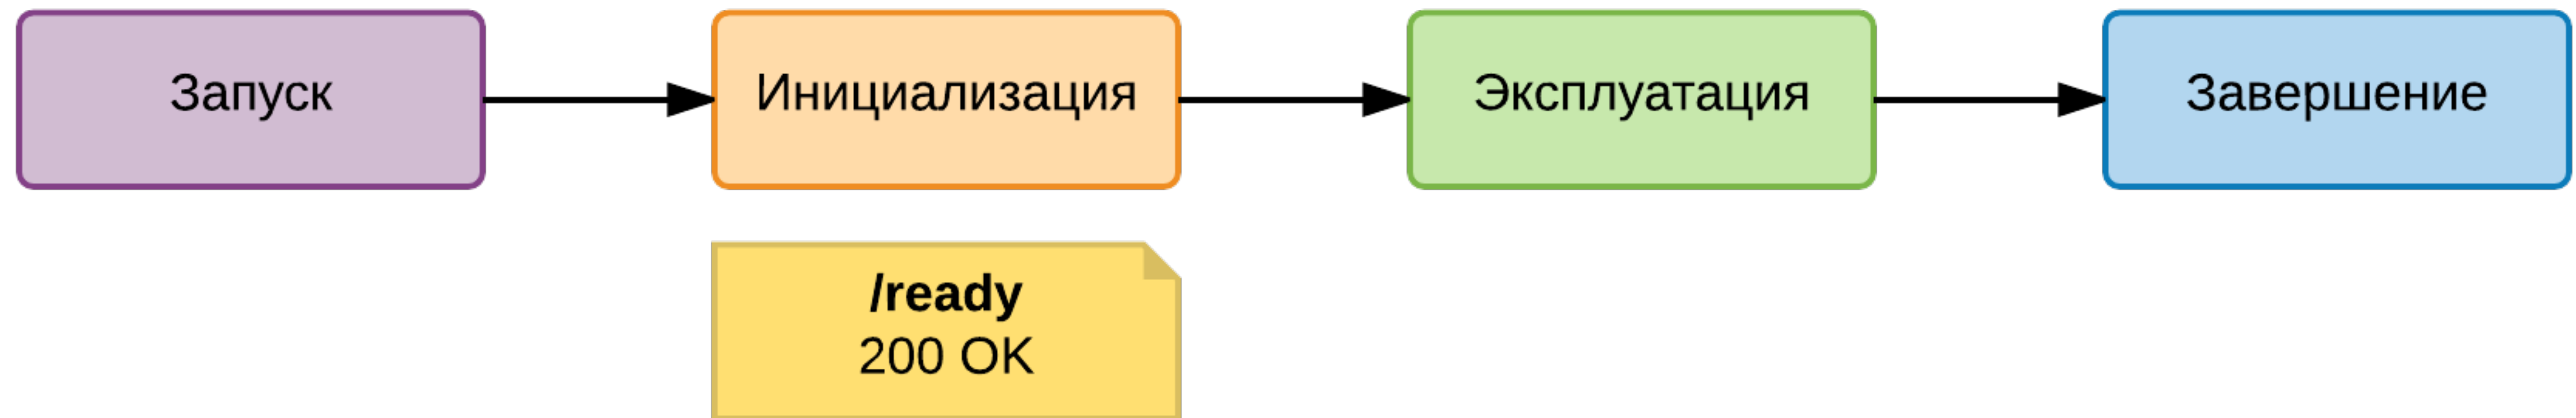 Запуск
Инициализация
Эксплуатация
Завершение
/ready
200 OK